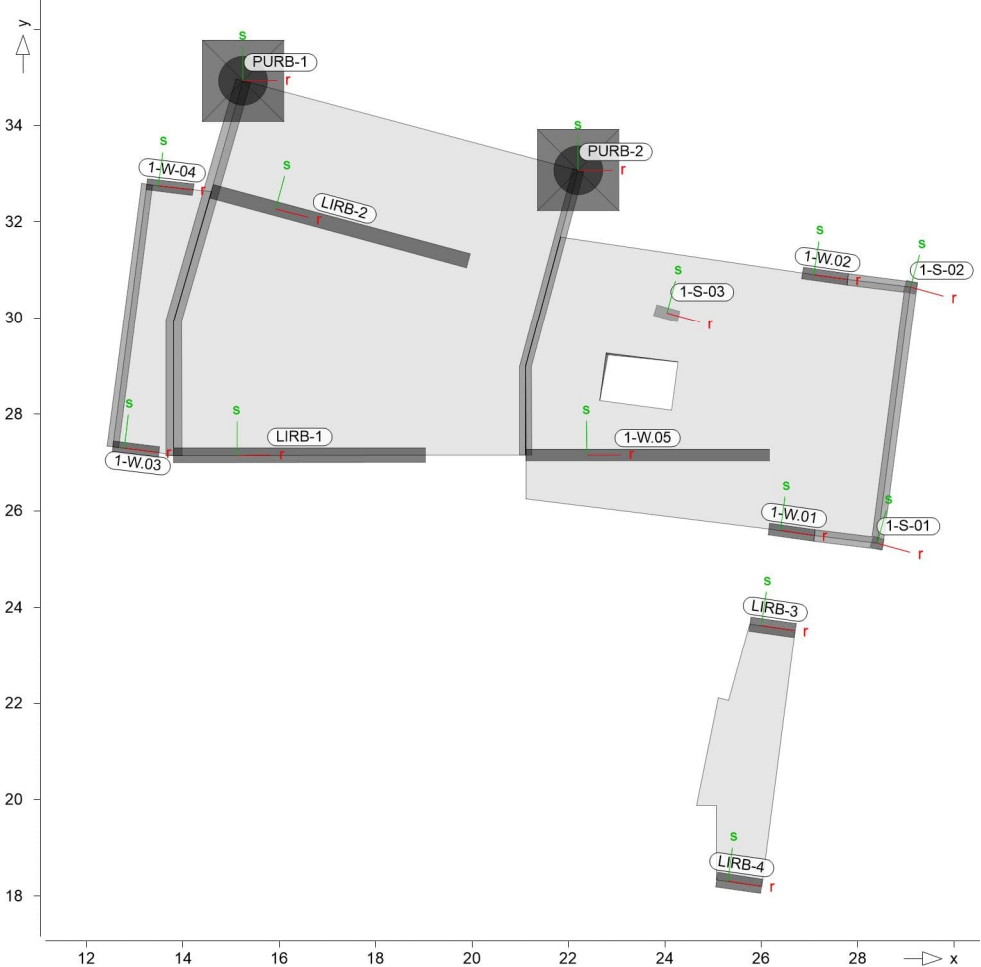 y
s
PURB-1
r
34
s
PURB-2
r
s
1-W-04
r
s
LIRB-2
r
32
s
1-W.02
r
s
1-S-02
r
s
1-S-03
r
30
28
s
1-W.03
r
s
LIRB-1
r
s
1-W.05
r
26
s
1-W.01
r
s
1-S-01
r
24
s
LIRB-3
r
22
20
s
LIRB-4
r
18
12 14 16 18 20 22 24 26 28 x